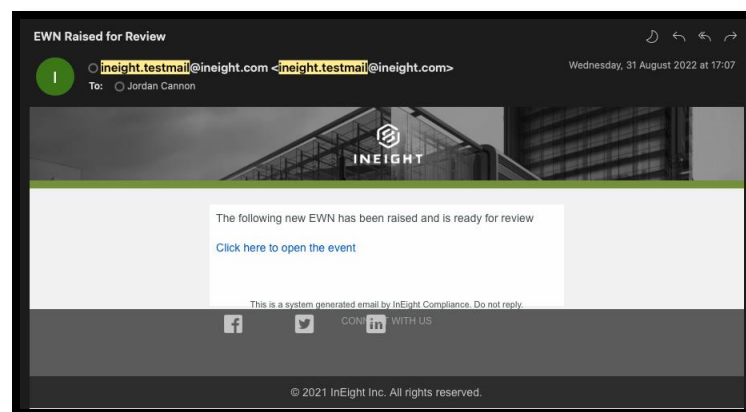 EWN Raised for Review
I
ineight.testmail@ineight.com <ineight.testmail@ineight.com>
Wednesday, 31 August 2022 at 17:07
To: Jordan Cannon
INEIGHT
The following new EWN has been raised and is ready for review
Click here to open the event
This is a system generated email by InEight Compliance. Do not reply.
CONNECT WITH US
© 2021 InEight Inc. All rights reserved.